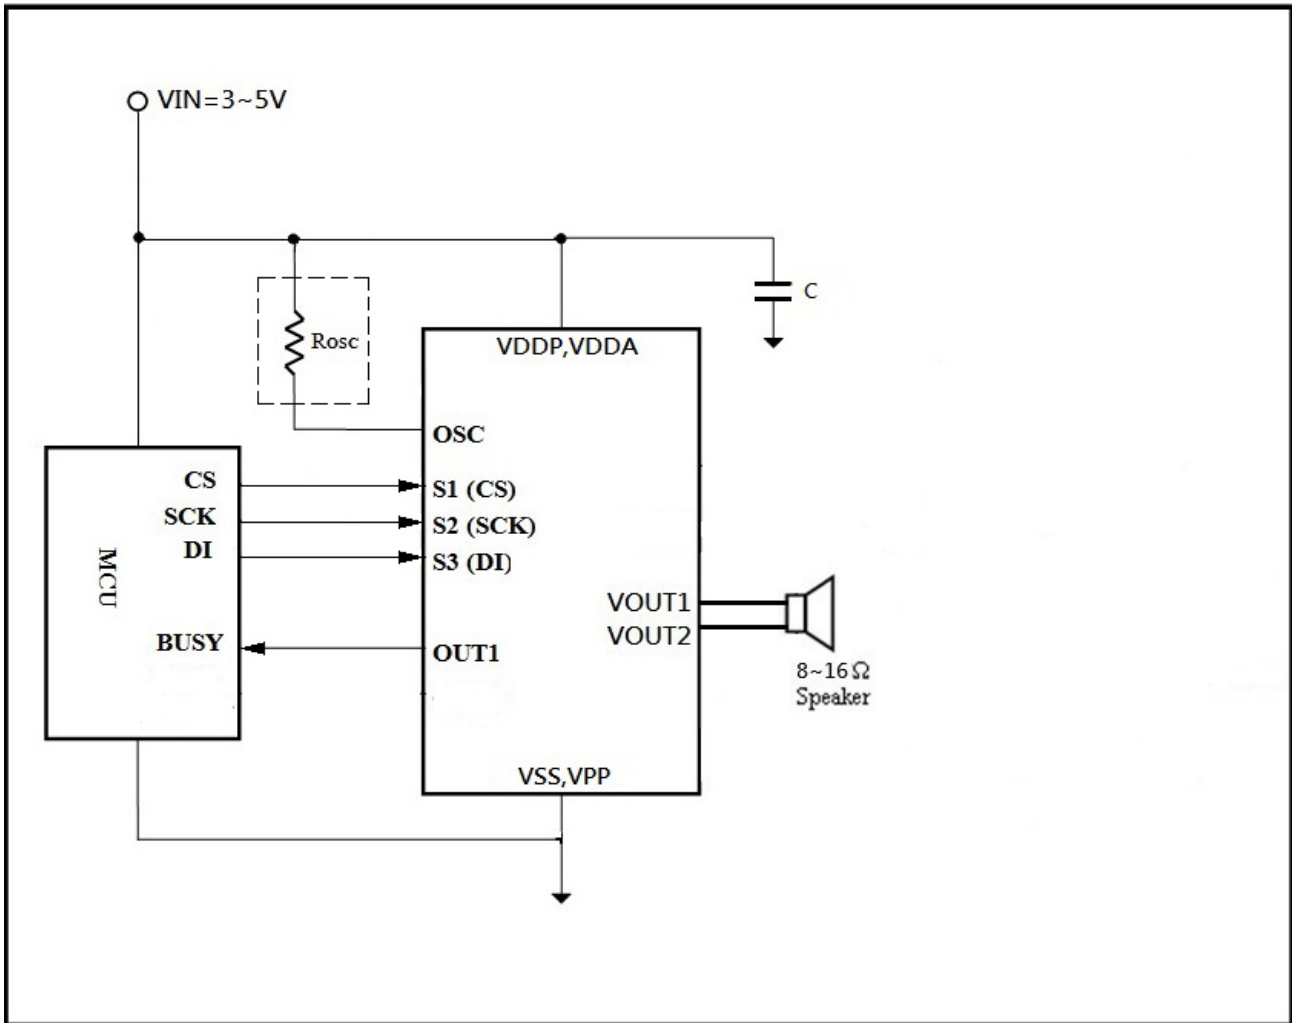 VIN=3~5V
C
Rosc
VDDP,VDDA
OSC
CS
S1 (CS)
SCK
S2 (SCK)
DI
S3 (DI)
MCU
VOUT1
VOUT2
BUSY
OUT1
8~16Ω
Speaker
VSS,VPP